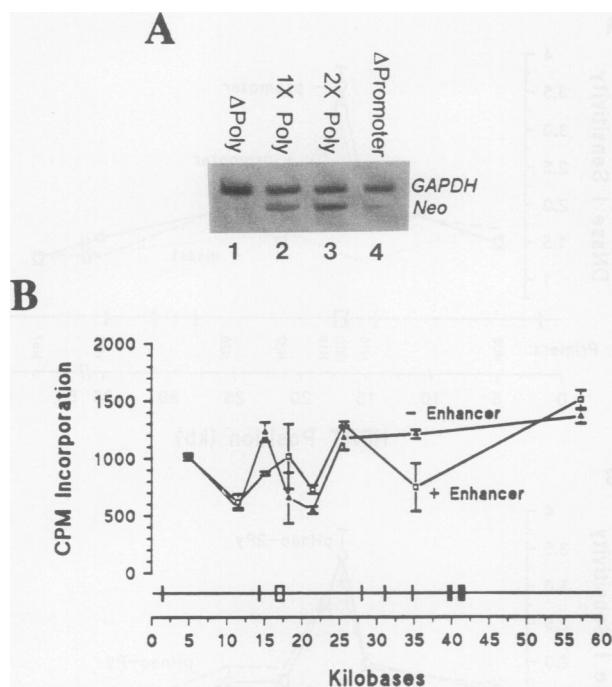 A
ΔPoly
1X Poly
2X Poly
ΔPromoter
GAPDH
Neo
1 2 3 4
B
2000
1500
1000
500
0
CPM Incorporation
– Enhancer
+ Enhancer
0 5 10 15 20 25 30 35 40 45 50 55 60
Kilobases